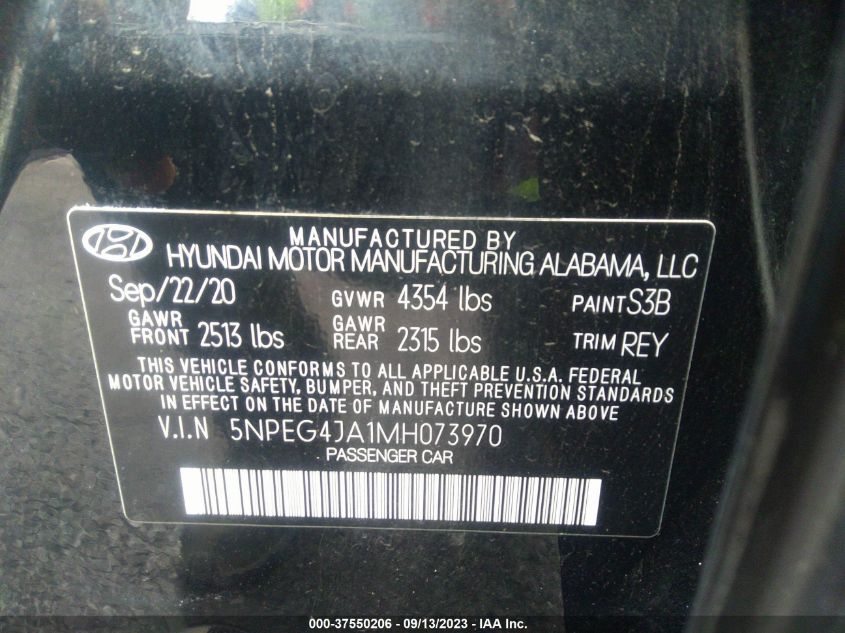 MANUFACTURED BY
HYUNDAI MOTOR MANUFACTURING ALABAMA, LLC
Sep/22/20 GVWR 4354 lbs PAINT S3B
GAWR FRONT 2513 lbs GAWR REAR 2315 lbs TRIM REY
THIS VEHICLE CONFORMS TO ALL APPLICABLE U.S.A. FEDERAL
MOTOR VEHICLE SAFETY, BUMPER, AND THEFT PREVENTION STANDARDS
IN EFFECT ON THE DATE OF MANUFACTURE SHOWN ABOVE
V.I.N 5NPEG4JA1MH073970
PASSENGER CAR
000-37550206 - 09/13/2023 - IAA Inc.